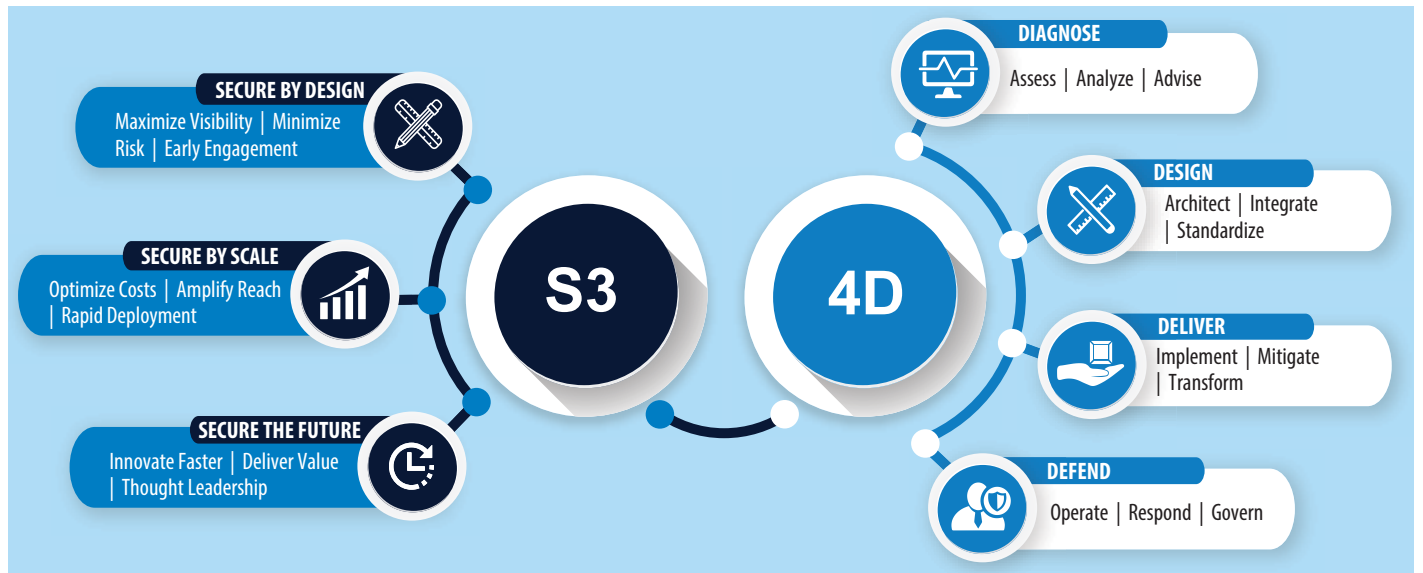 SECURE BY DESIGN
Maximize Visibility | Minimize
Risk | Early Engagement
SECURE BY SCALE
Optimize Costs | Amplify Reach
| Rapid Deployment
SECURE THE FUTURE
Innovate Faster | Deliver Value
| Thought Leadership
S3
4D
DIAGNOSE
Assess | Analyze | Advise
DESIGN
Architect | Integrate
| Standardize
DELIVER
Implement | Mitigate
| Transform
DEFEND
Operate | Respond | Govern